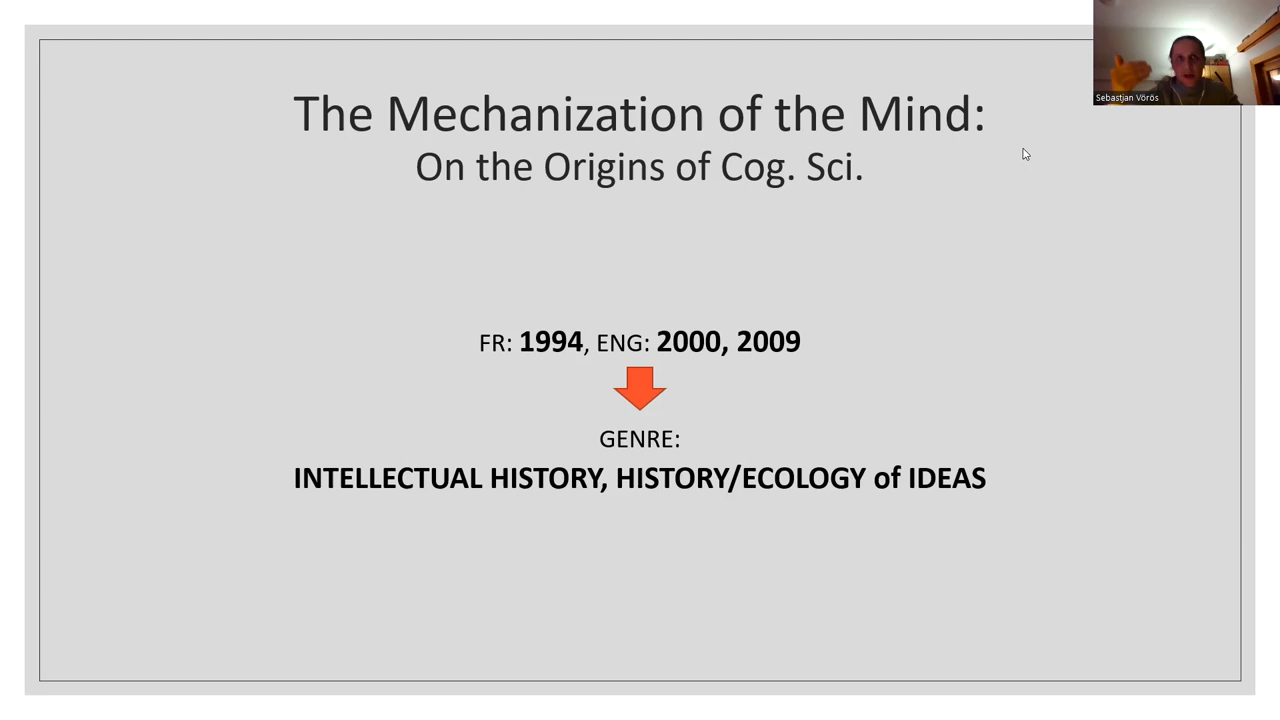 The Mechanization of the Mind:
On the Origins of Cog. Sci.
FR: 1994, ENG: 2000, 2009
GENRE:
INTELLECTUAL HISTORY, HISTORY/ECOLOGY of IDEAS
Sebastjan Vörös